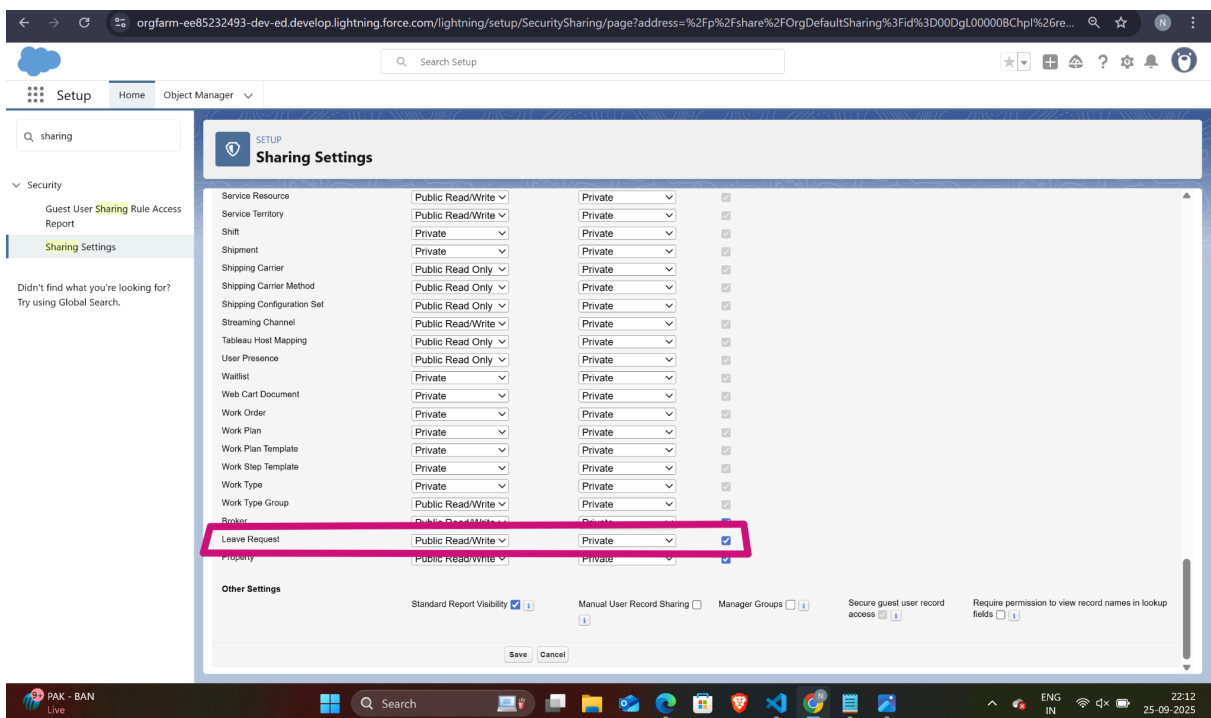 orgfarm-ee85232493-dev-ed.develop.lightning.force.com/lightning/setup/SecuritySharing/page?address=%2Fp%2Fshare%2FOrgDefaultSharing%3Fid%3D00DgL00000BChpI%26re...
N
Search Setup
Setup Home Object Manager
sharing
SETUP
Sharing Settings
Security
Guest User Sharing Rule Access
Report
Sharing Settings
Didn't find what you're looking for?
Try using Global Search.
Service Resource Public Read/Write Private
Service Territory Public Read/Write Private
Shift Private Private
Shipment Private Private
Shipping Carrier Public Read Only Private
Shipping Carrier Method Public Read Only Private
Shipping Configuration Set Public Read Only Private
Streaming Channel Public Read/Write Private
Tableau Host Mapping Public Read Only Private
User Presence Public Read Only Private
Waitlist Private Private
Web Cart Document Private Private
Work Order Private Private
Work Plan Private Private
Work Plan Template Private Private
Work Step Template Private Private
Work Type Private Private
Work Type Group Public Read/Write Private
Broker Public Read/Write Private
Leave Request Public Read/Write Private
Property Public Read/Write Private
Other Settings
Standard Report Visibility i Manual User Record Sharing i Manager Groups i Secure guest user record access i Require permission to view record names in lookup fields i
Save Cancel
9+ PAK - BAN
Live
Search
ENG
IN
22:12
25-09-2025